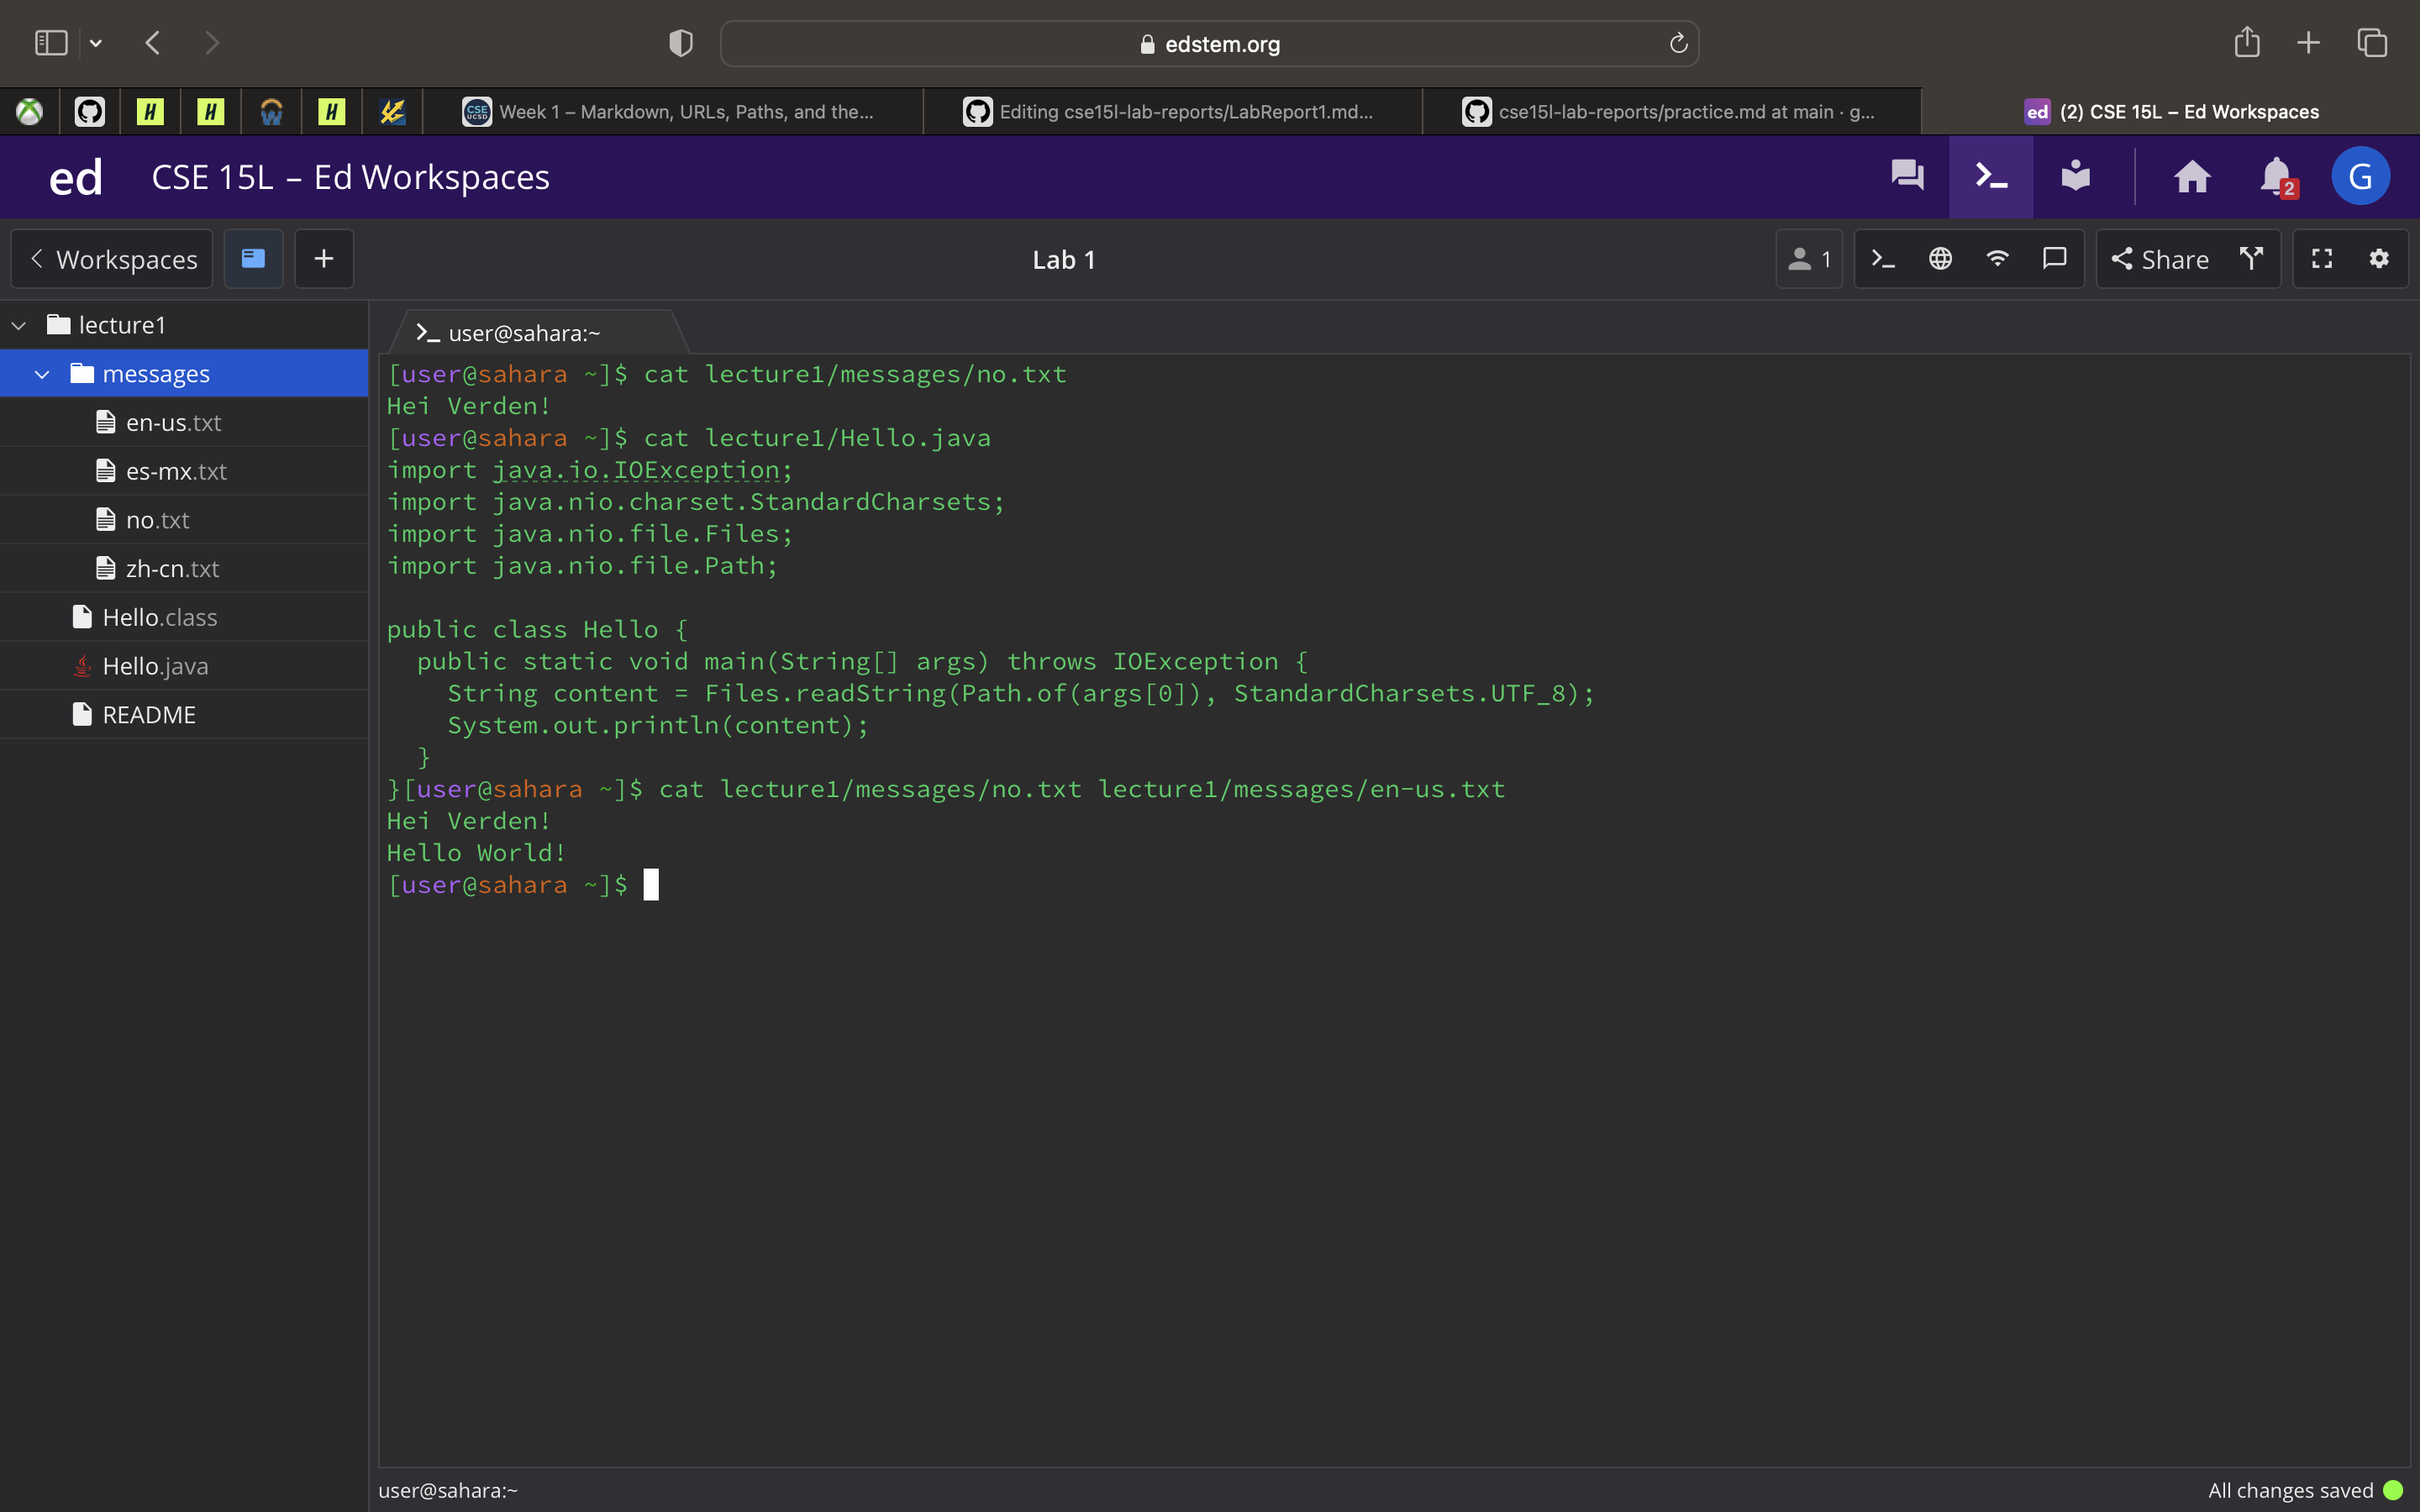 edstem.org
Week 1 – Markdown, URLs, Paths, and the...
Editing cse15l-lab-reports/LabReport1.md...
cse15l-lab-reports/practice.md at main · g...
(2) CSE 15L – Ed Workspaces
ed CSE 15L – Ed Workspaces
2
G
Workspaces
Lab 1
1
Share
lecture1
messages
en-us.txt
es-mx.txt
no.txt
zh-cn.txt
Hello.class
Hello.java
README
user@sahara:~
[user@sahara ~]$ cat lecture1/messages/no.txt
Hei Verden!
[user@sahara ~]$ cat lecture1/Hello.java
import java.io.IOException;
import java.nio.charset.StandardCharsets;
import java.nio.file.Files;
import java.nio.file.Path;

public class Hello {
  public static void main(String[] args) throws IOException {
    String content = Files.readString(Path.of(args[0]), StandardCharsets.UTF_8);
    System.out.println(content);
  }
}[user@sahara ~]$ cat lecture1/messages/no.txt lecture1/messages/en-us.txt
Hei Verden!
Hello World!
[user@sahara ~]$
user@sahara:~
All changes saved